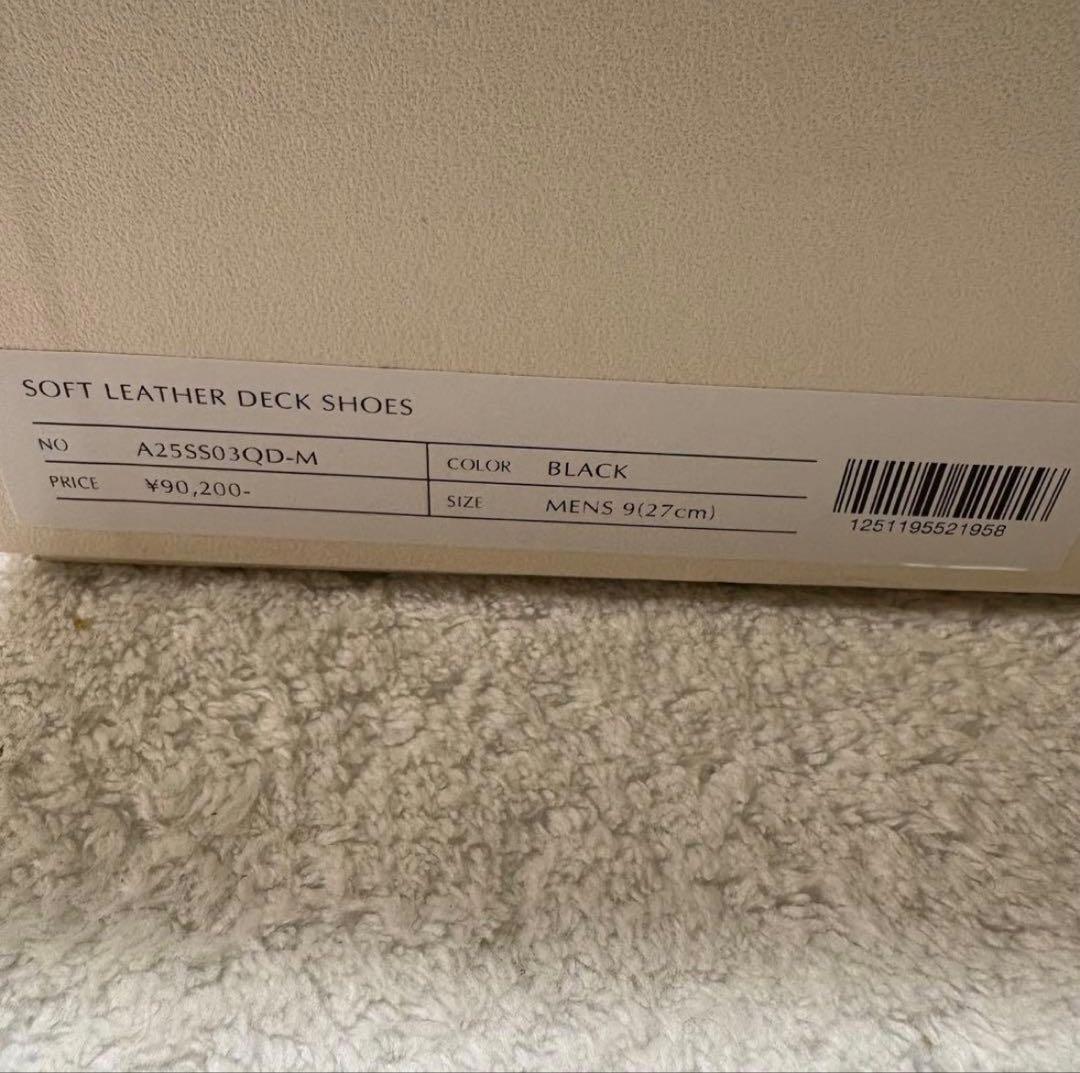 SOFT LEATHER DECK SHOES
NO A25SS03QD-M COLOR BLACK
PRICE ¥90,200- SIZE MENS 9(27cm)
1251195521958